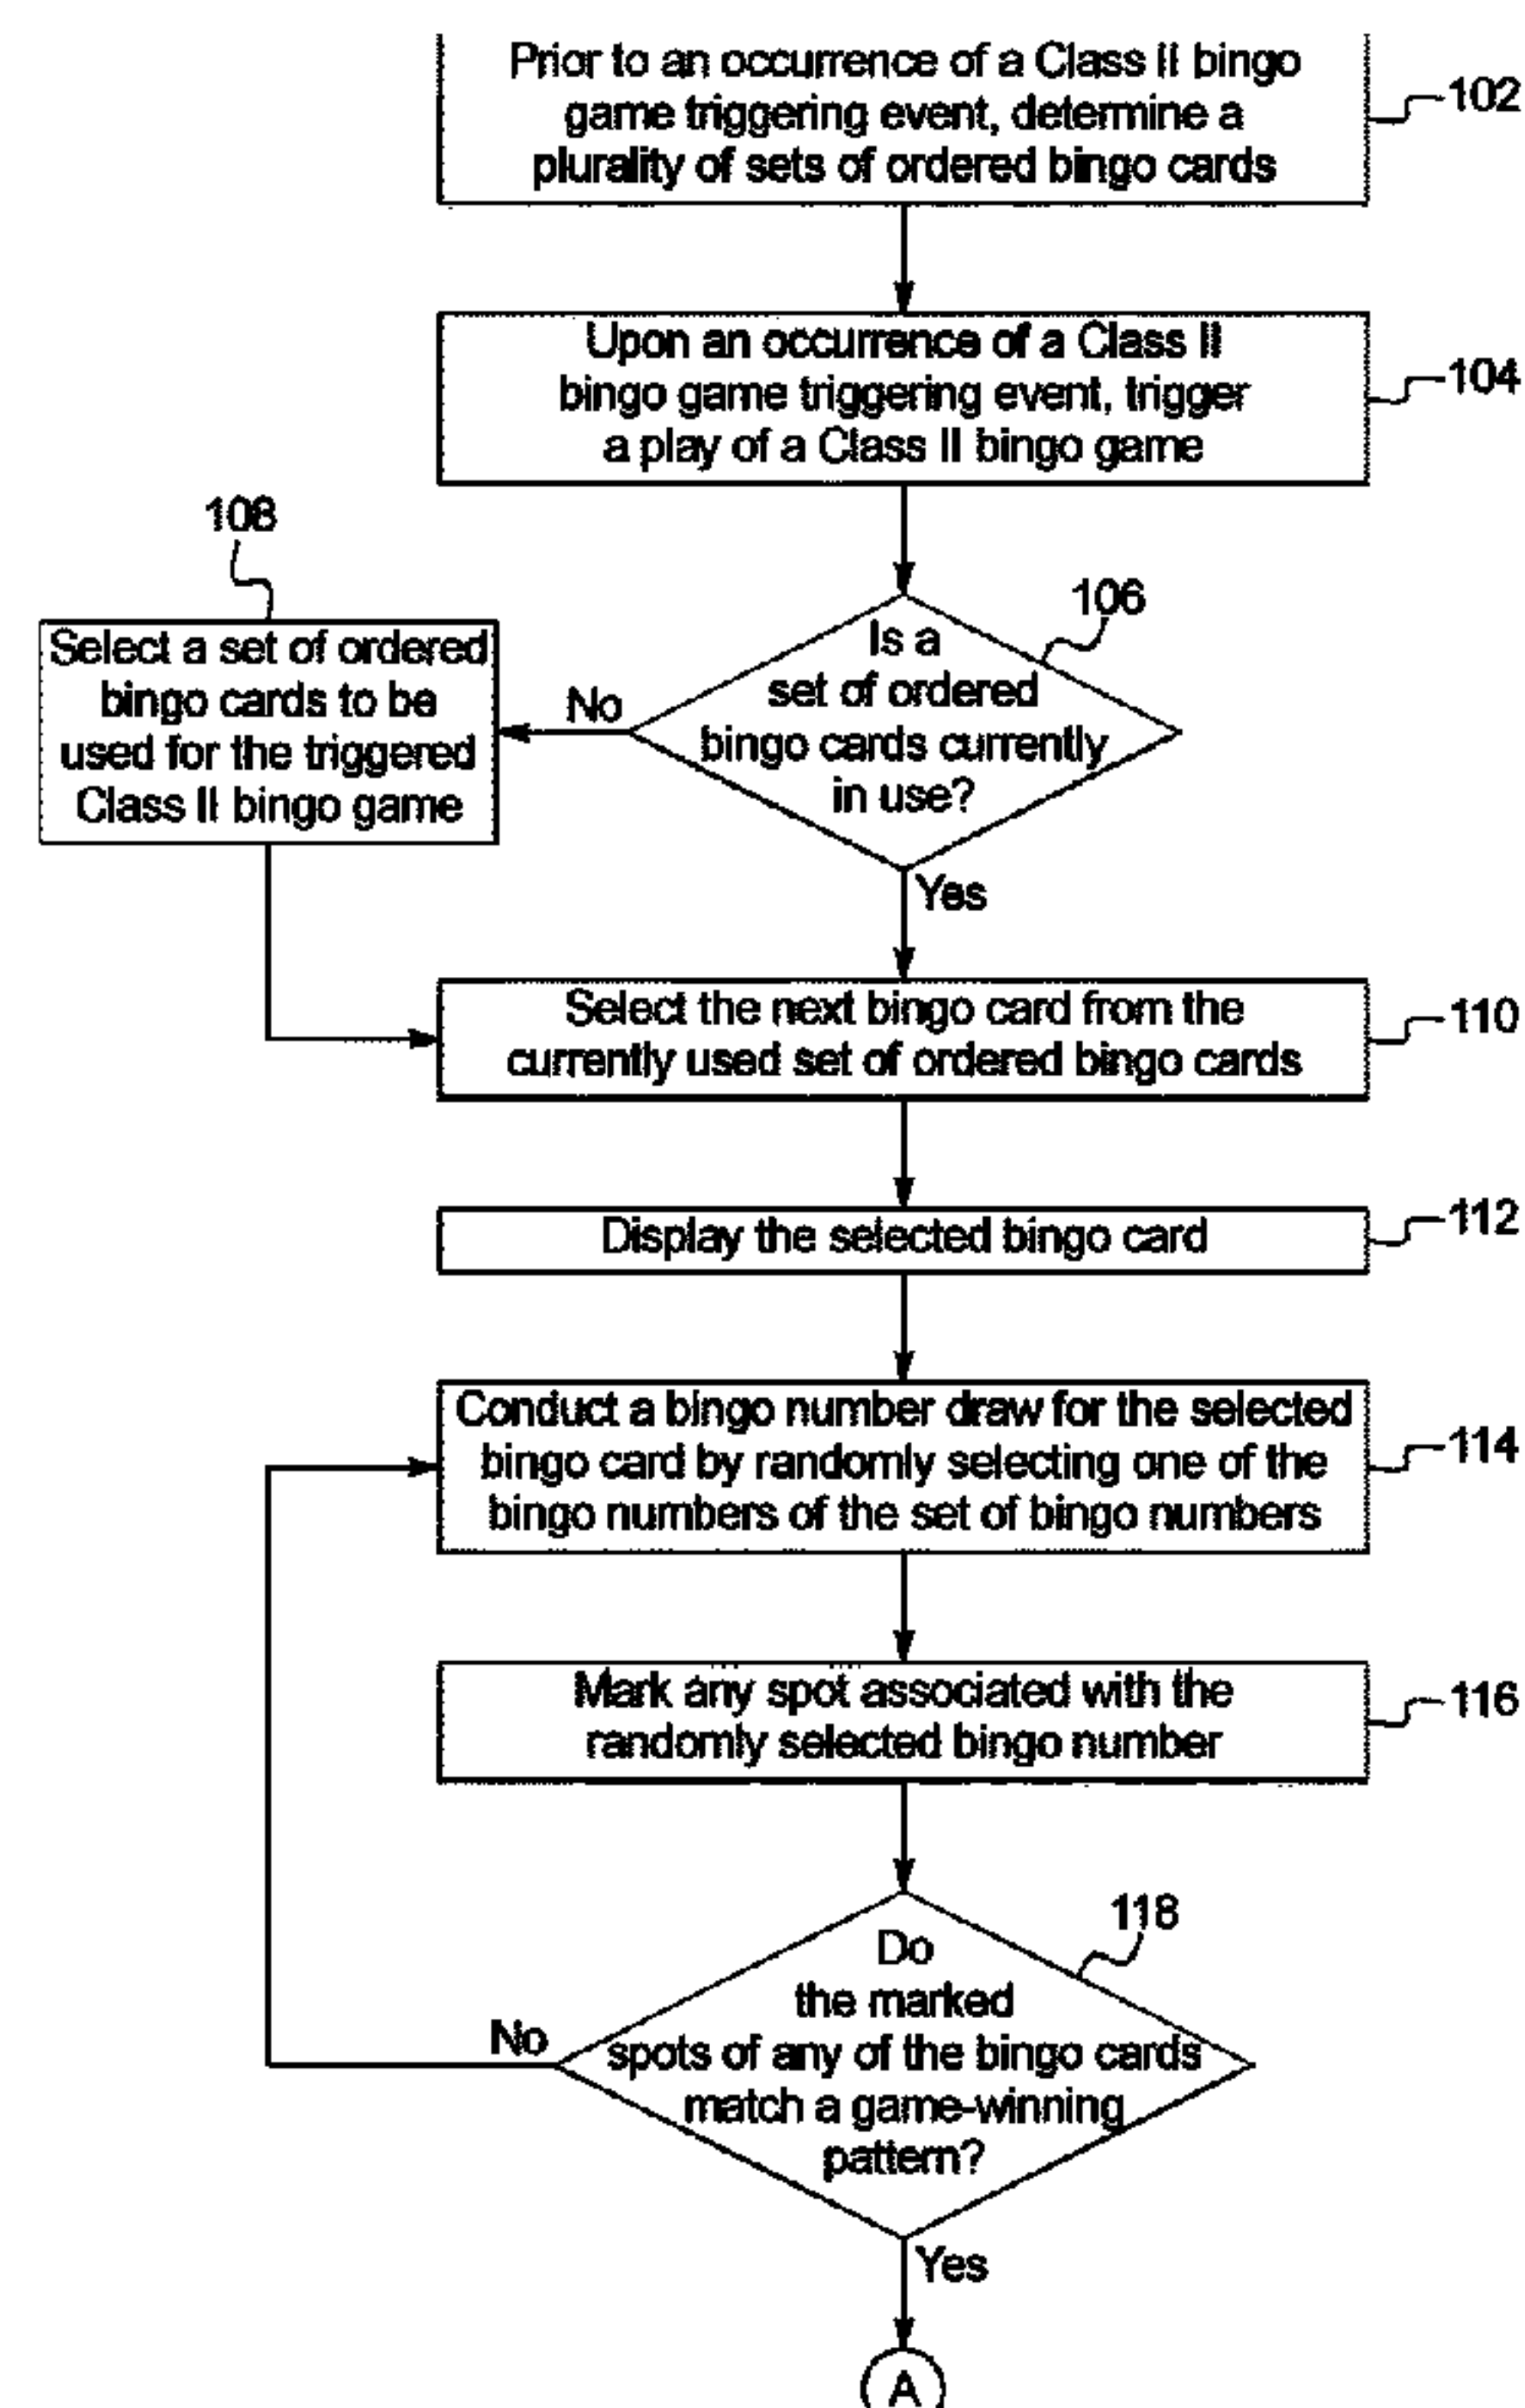 Prior to an occurrence of a Class II bingo
game triggering event, determine a
plurality of sets of ordered bingo cards
102
Upon an occurrence of a Class II
bingo game triggering event, trigger
a play of a Class II bingo game
104
108
Select a set of ordered
bingo cards to be
used for the triggered
Class II bingo game
106
Is a
set of ordered
bingo cards currently
in use?
No
Yes
Select the next bingo card from the
currently used set of ordered bingo cards
110
Display the selected bingo card
112
Conduct a bingo number draw for the selected
bingo card by randomly selecting one of the
bingo numbers of the set of bingo numbers
114
Mark any spot associated with the
randomly selected bingo number
116
118
Do
the marked
spots of any of the bingo cards
match a game-winning
pattern?
No
Yes
A